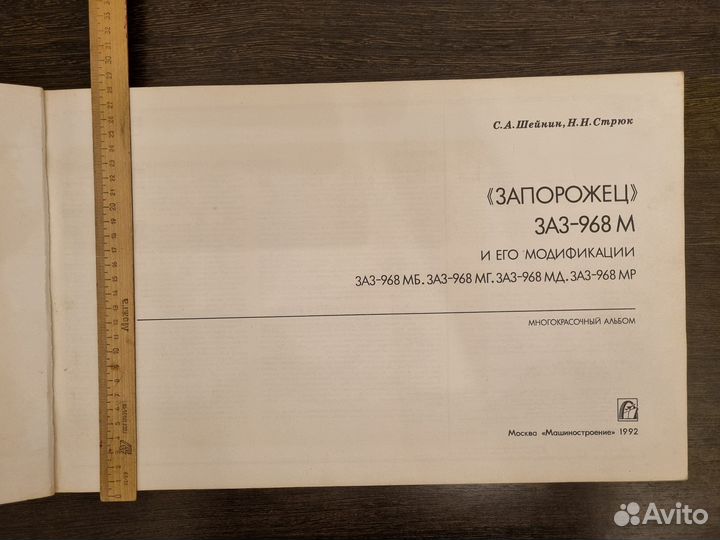 С. А. Шейнин, Н. Н. Стрюк
«ЗАПОРОЖЕЦ»
ЗАЗ-968 М
И ЕГО МОДИФИКАЦИИ
ЗАЗ-968 МБ. ЗАЗ-968 МГ. ЗАЗ-968 МД. ЗАЗ-968 МР
МНОГОКРАСОЧНЫЙ АЛЬБОМ
Москва «Машиностроение» 1992
Можга
Avito